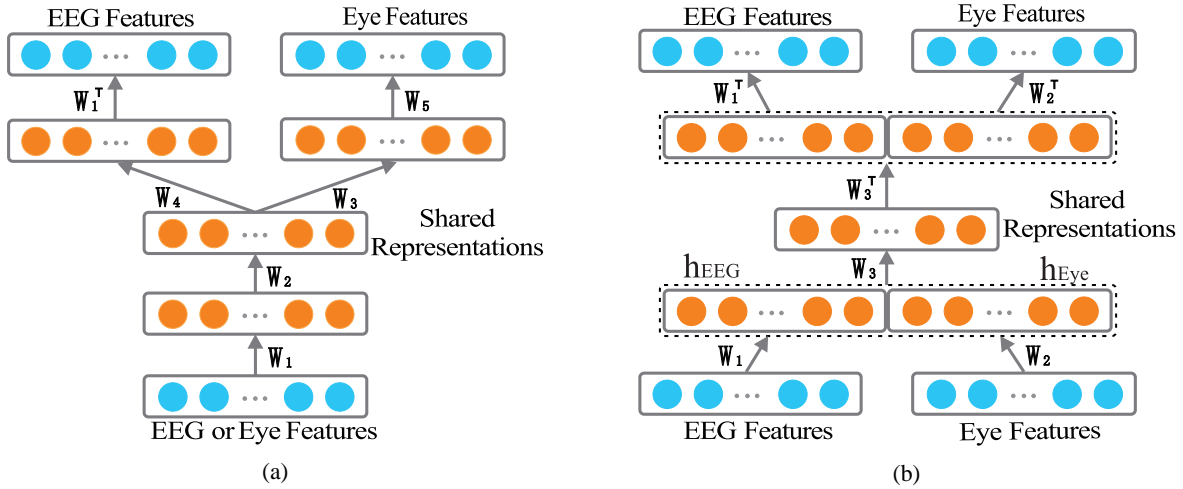 EEG Features
Eye Features
W₁ᵀ
W₅
W₄
W₃
Shared
Representations
W₂
W₁
EEG or Eye Features
(a)
EEG Features
Eye Features
W₁ᵀ
W₂ᵀ
W₃ᵀ
Shared
Representations
W₃
hEEG
hEye
W₁
W₂
EEG Features
Eye Features
(b)